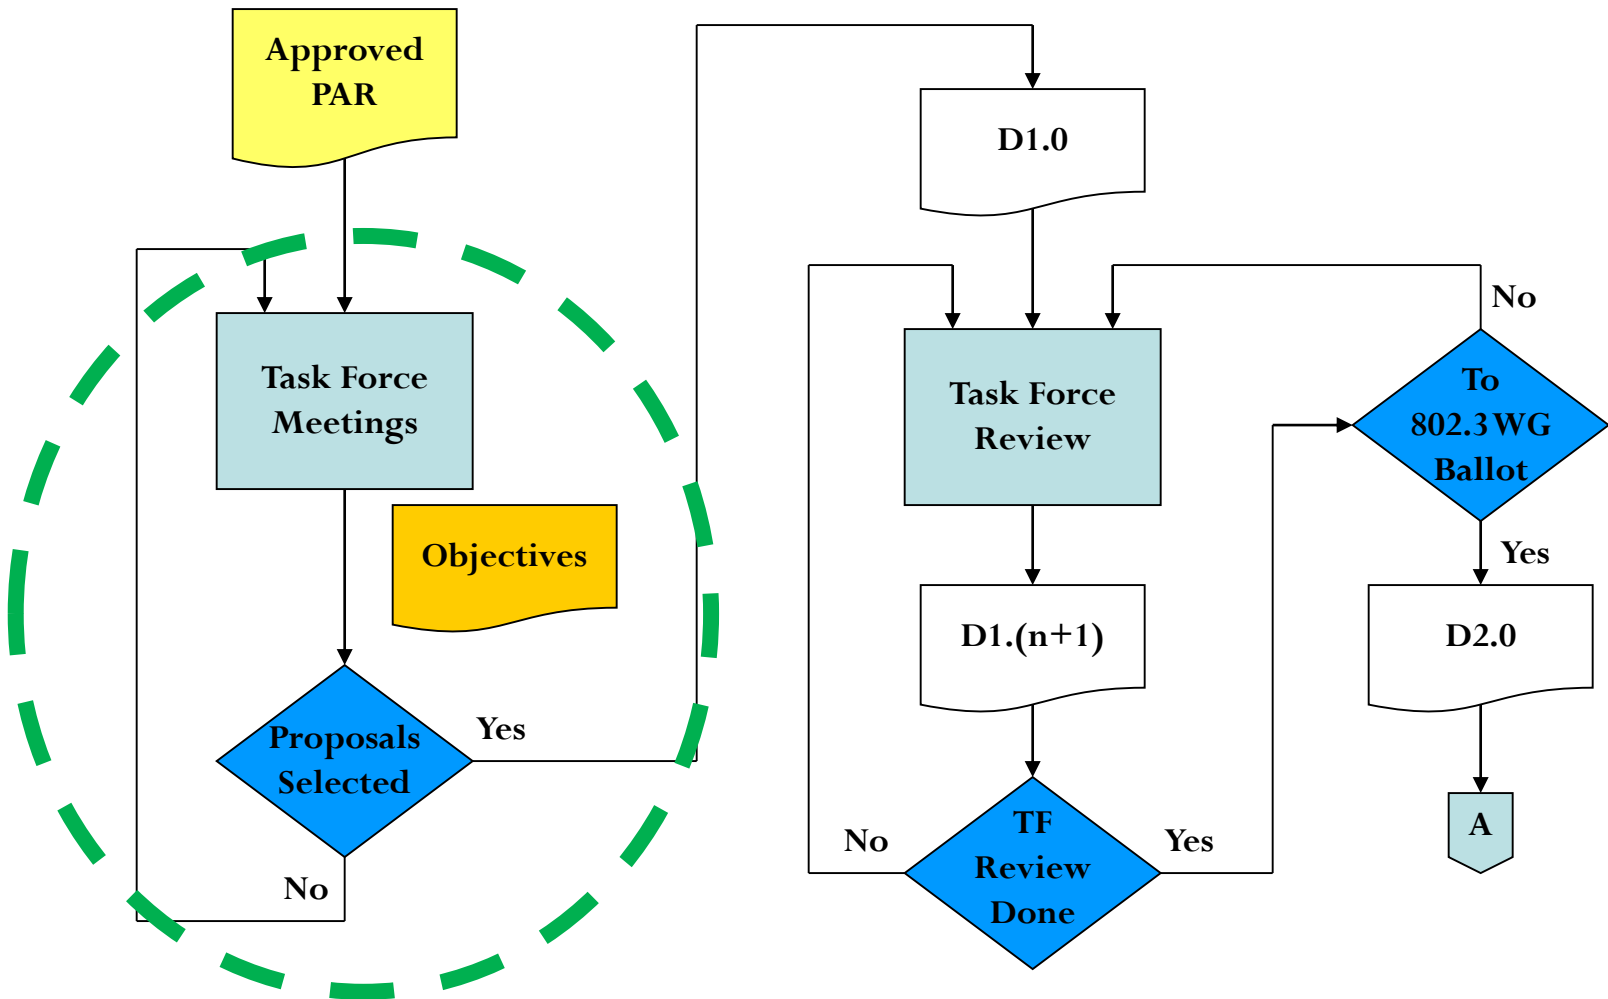 Approved
PAR
Task Force
Meetings
Objectives
Proposals
Selected
Yes
No
D1.0
Task Force
Review
D1.(n+1)
TF
Review
Done
No
Yes
To
802.3 WG
Ballot
No
Yes
D2.0
A